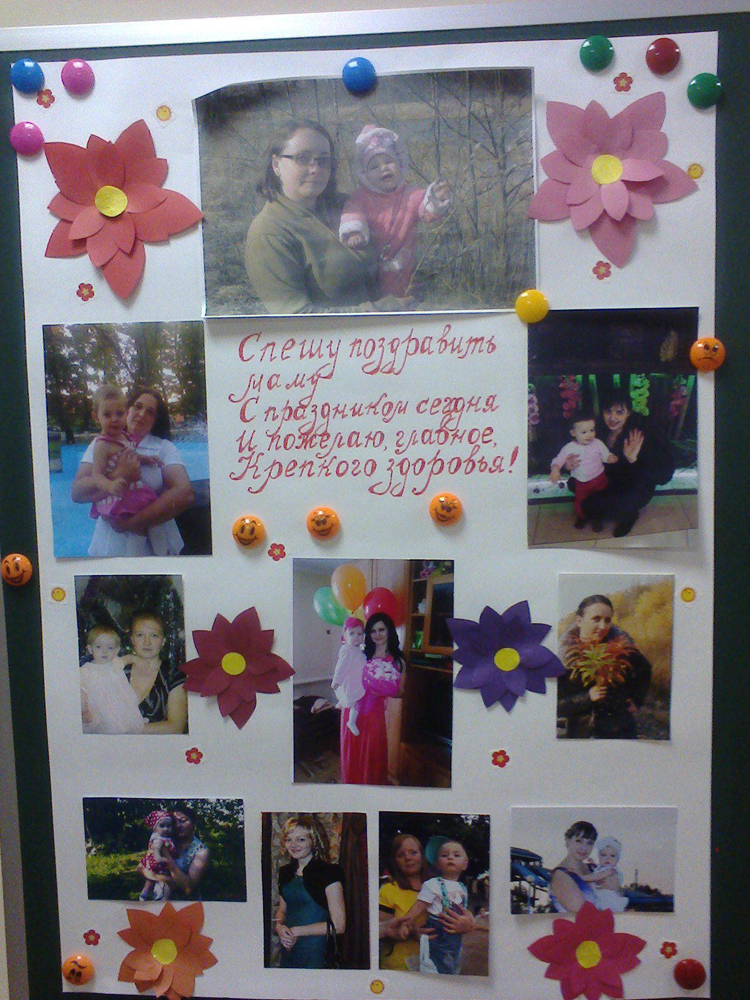 Спешу поздравить
маму
С праздником сегодня
И пожелаю, главное,
Крепкого здоровья!